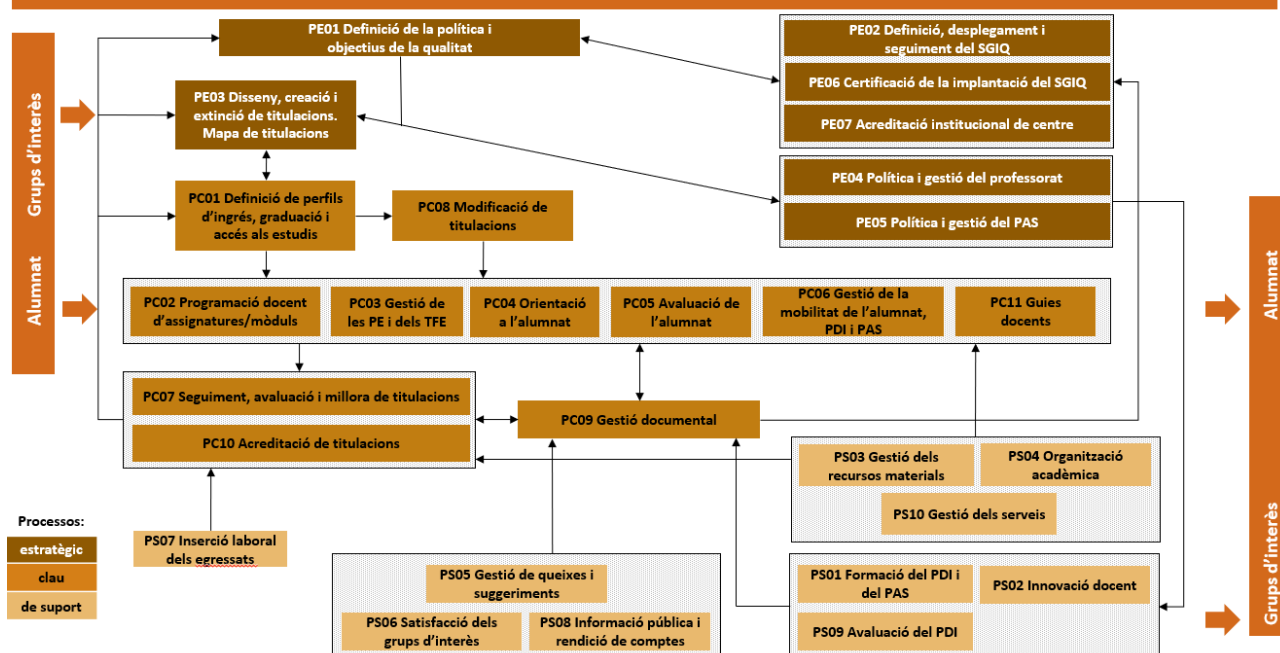 PE01 Definició de la política i
objectius de la qualitat
PE02 Definició, desplegament i
seguiment del SGIQ
PE06 Certificació de la implantació del SGIQ
PE07 Acreditació institucional de centre
Grups d'interès
Alumnat
PE03 Disseny, creació i
extinció de titulacions.
Mapa de titulacions
PE04 Política i gestió del professorat
PE05 Política i gestió del PAS
PC01 Definició de perfils
d'ingrés, graduació i
accés als estudis
PC08 Modificació de
titulacions
PC02 Programació docent
d'assignatures/mòduls
PC03 Gestió de
les PE i dels TFE
PC04 Orientació
a l'alumnat
PC05 Avaluació de
l'alumnat
PC06 Gestió de la
mobilitat de l'alumnat,
PDI i PAS
PC11 Guies
docents
Alumnat
Grups d'interès
PC07 Seguiment, avaluació i millora de titulacions
PC10 Acreditació de titulacions
PC09 Gestió documental
PS03 Gestió dels
recursos materials
PS04 Organització
acadèmica
PS10 Gestió dels serveis
Processos:
estratègic
clau
de suport
PS07 Inserció laboral
dels egressats
PS05 Gestió de queixes i
suggeriments
PS06 Satisfacció dels
grups d'interès
PS08 Informació pública i
rendició de comptes
PS01 Formació del PDI i
del PAS
PS02 Innovació docent
PS09 Avaluació del PDI